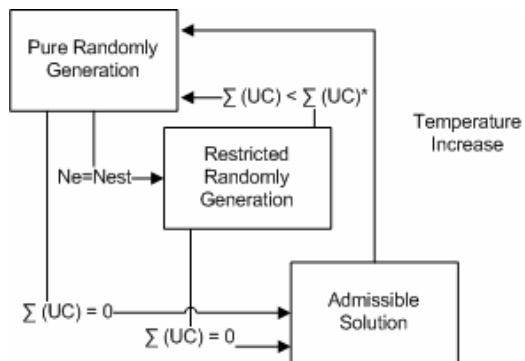 Pure Randomly
Generation
∑ (UC) < ∑ (UC)*
Temperature
Increase
Restricted
Randomly
Generation
Ne=Nest
Admissible
Solution
∑ (UC) = 0
∑ (UC) = 0